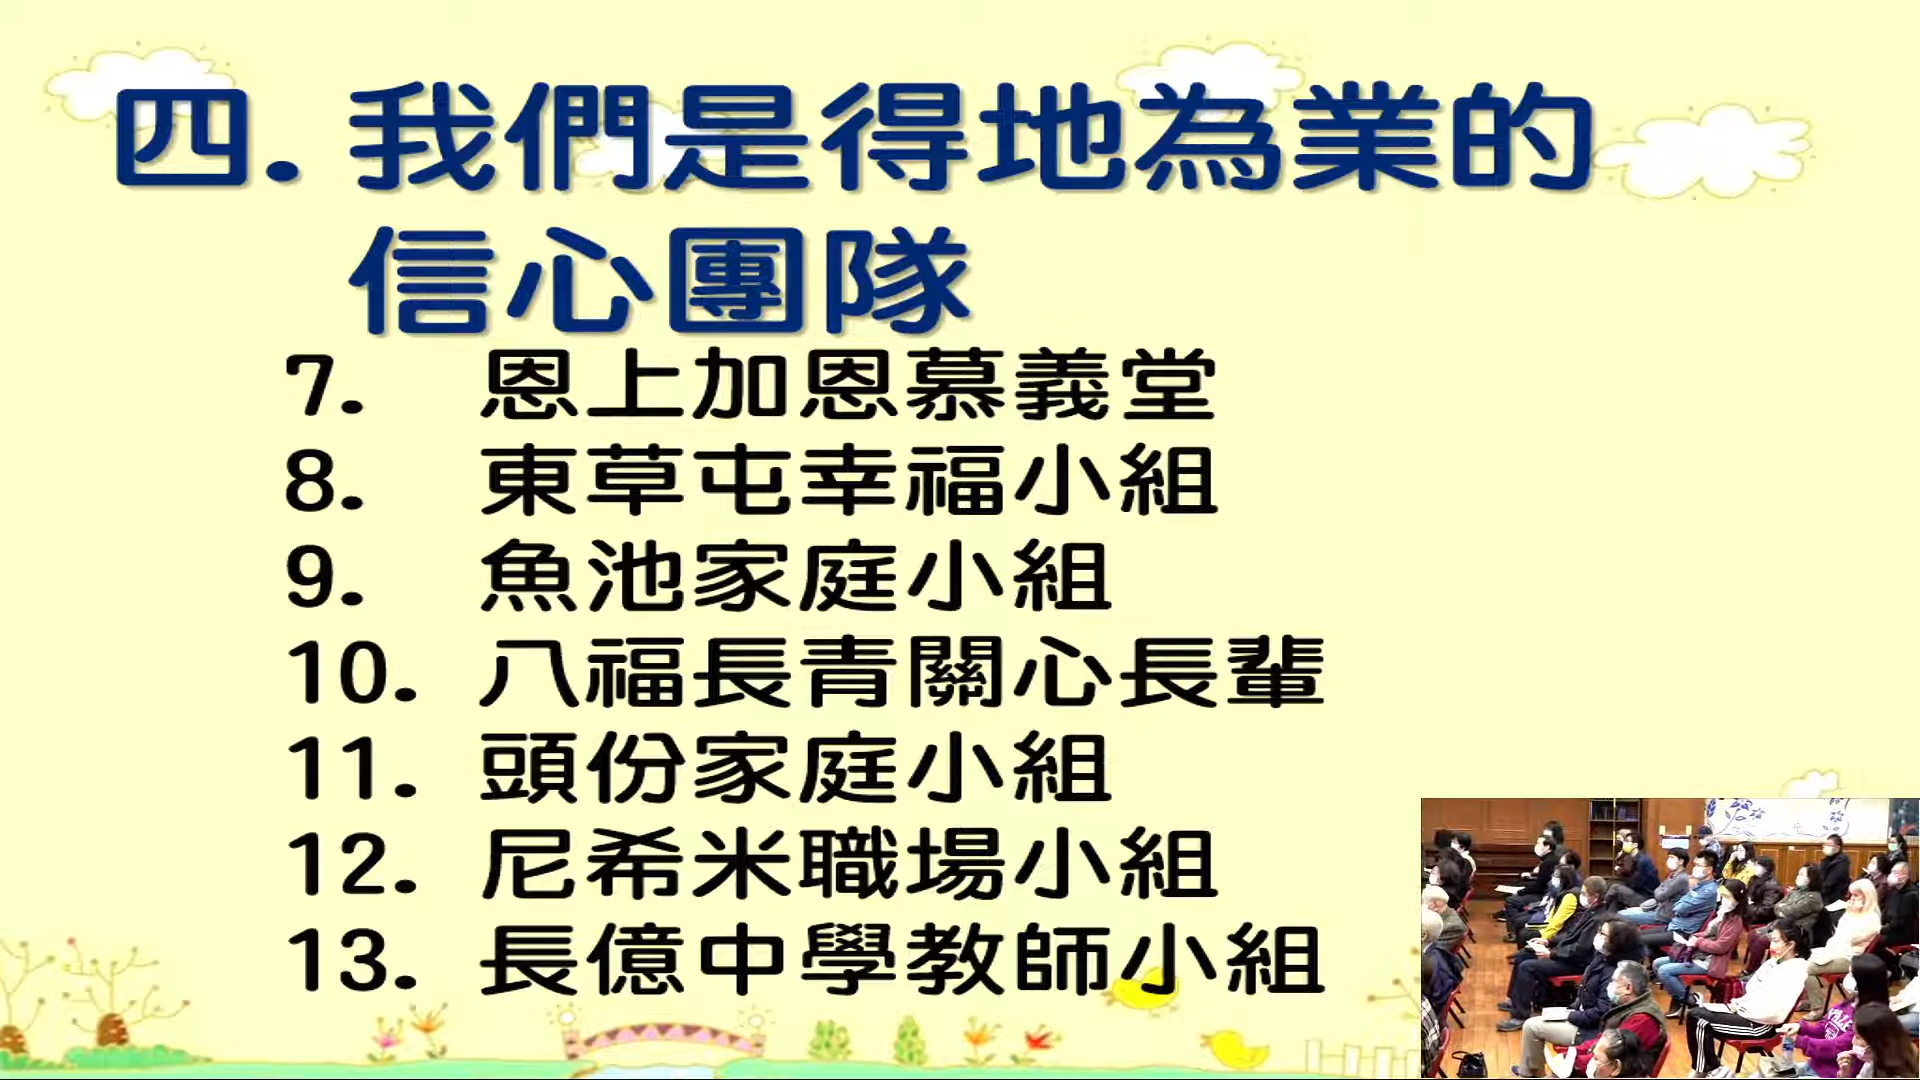 四. 我們是得地為業的
信心團隊
7. 恩上加恩慕義堂
8. 東草屯幸福小組
9. 魚池家庭小組
10. 八福長青關心長輩
11. 頭份家庭小組
12. 尼希米職場小組
13. 長億中學教師小組